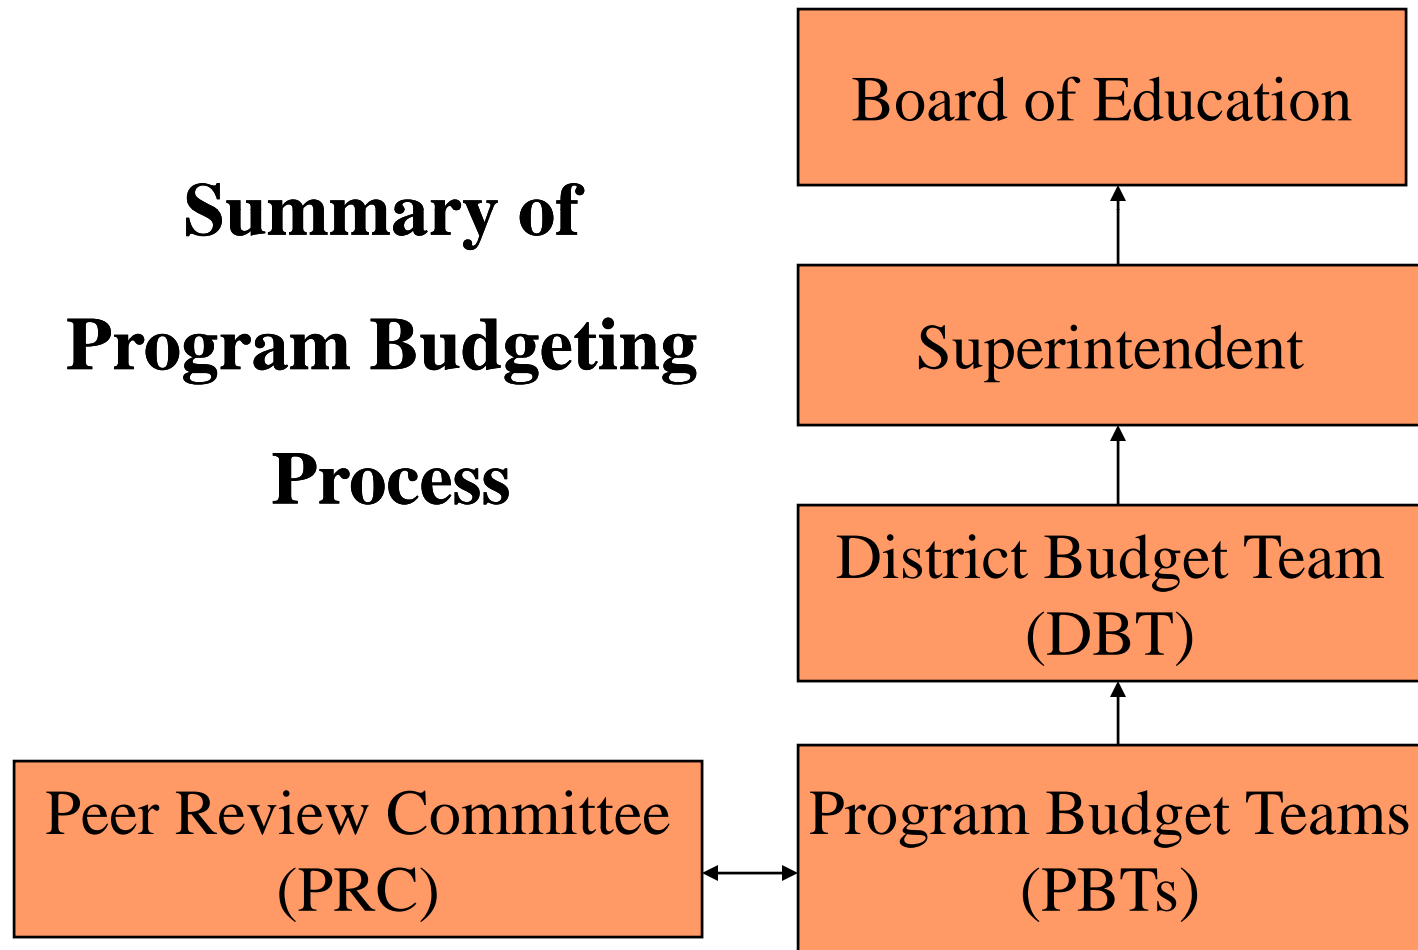 Summary of
Program Budgeting
Process
Board of Education
Superintendent
District Budget Team
(DBT)
Peer Review Committee
(PRC)
Program Budget Teams
(PBTs)